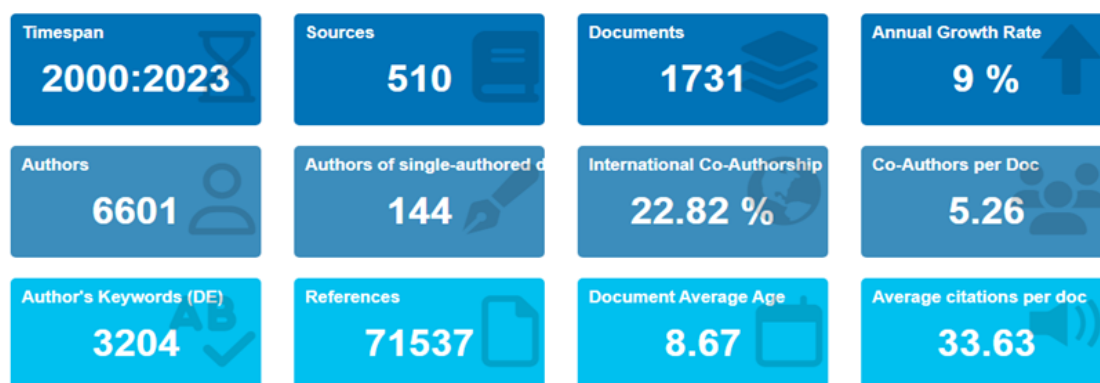 Timespan
2000:2023
Sources
510
Documents
1731
Annual Growth Rate
9 %
Authors
6601
Authors of single-authored d
144
International Co-Authorship
22.82 %
Co-Authors per Doc
5.26
Author's Keywords (DE)
3204
References
71537
Document Average Age
8.67
Average citations per doc
33.63